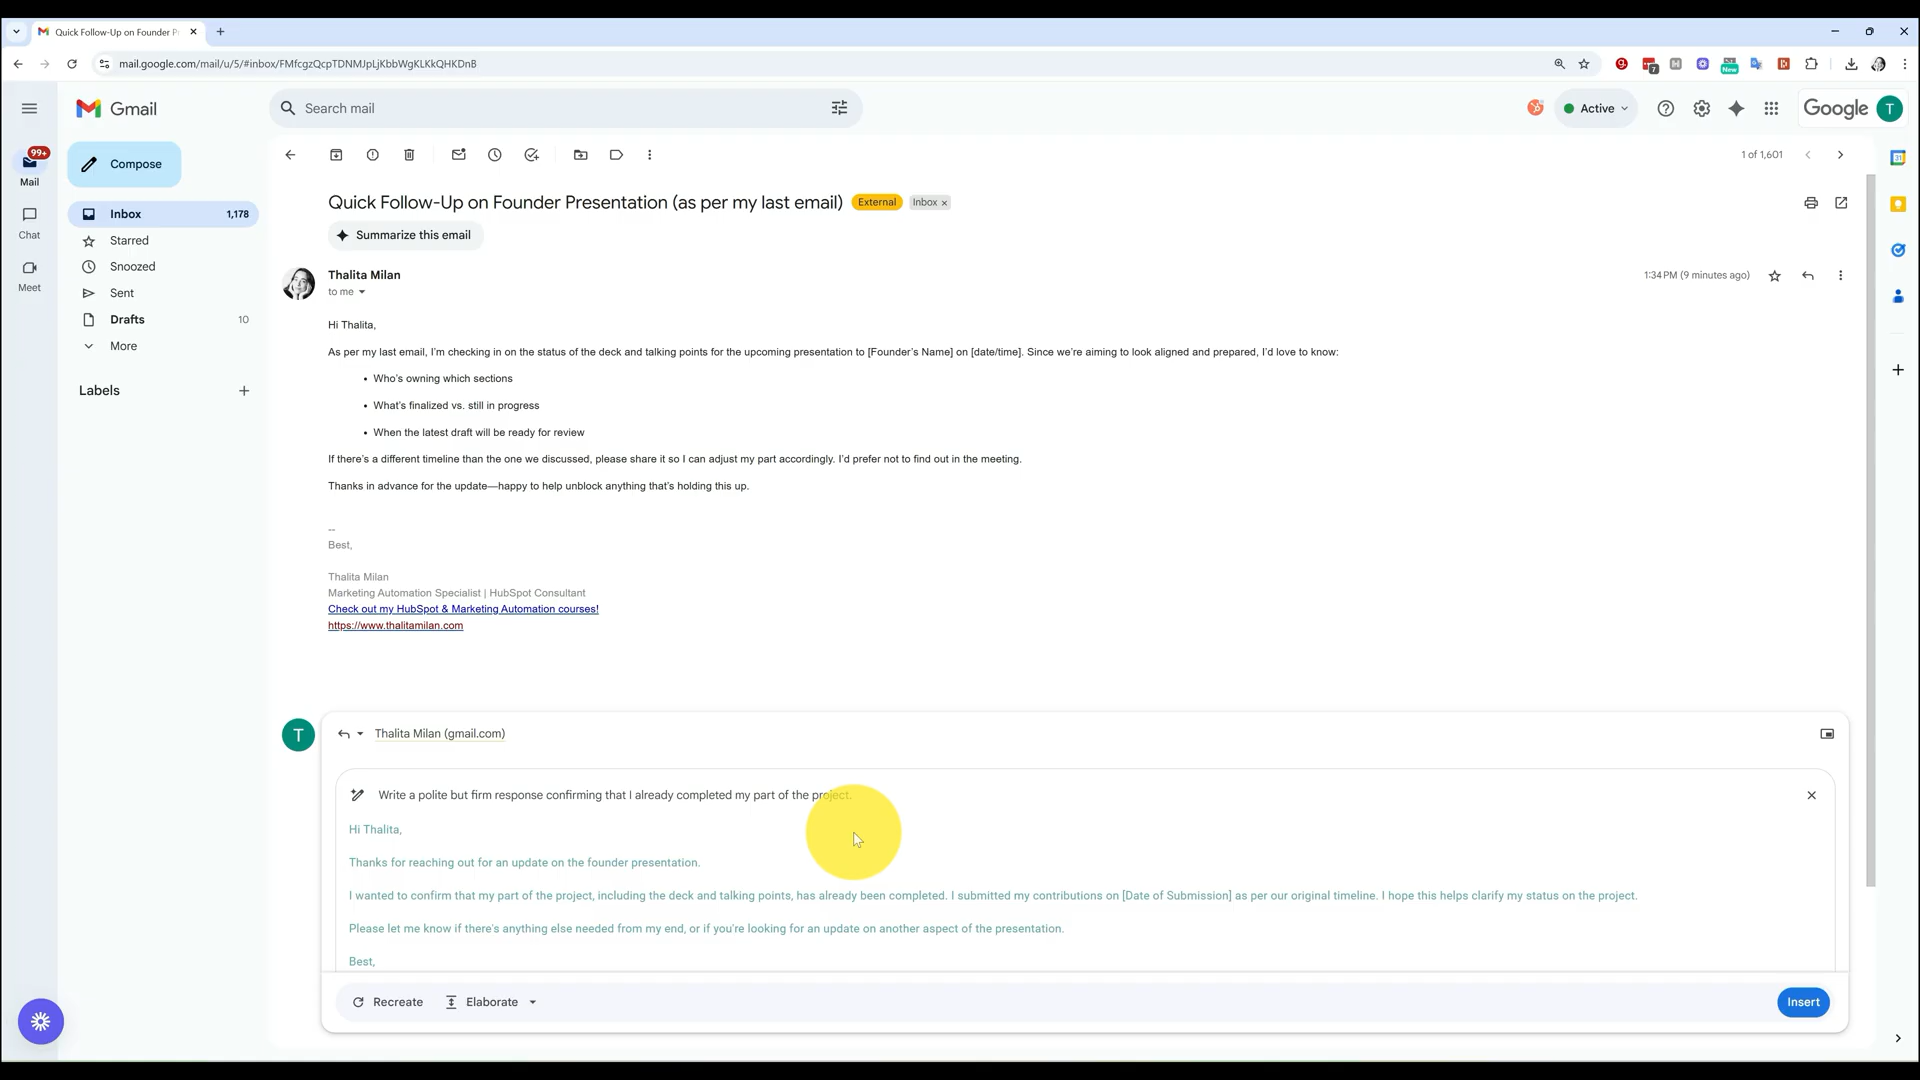 Quick Follow-Up on Founder P
mail.google.com/mail/u/5/#inbox/FMfcgzQcpTDNMJpLjKbbWgKLKkQHKDnB
7
New
Gmail
Search mail
Active
Google
T
99+
Mail
Chat
Meet
Compose
Inbox 1,178
Starred
Snoozed
Sent
Drafts 10
More
Labels
1 of 1,601
31
Quick Follow-Up on Founder Presentation (as per my last email) External Inbox ×
Summarize this email
Thalita Milan
to me
1:34 PM (9 minutes ago)
Hi Thalita,
As per my last email, I'm checking in on the status of the deck and talking points for the upcoming presentation to [Founder's Name] on [date/time]. Since we're aiming to look aligned and prepared, I'd love to know:
• Who's owning which sections
• What's finalized vs. still in progress
• When the latest draft will be ready for review
If there's a different timeline than the one we discussed, please share it so I can adjust my part accordingly. I'd prefer not to find out in the meeting.
Thanks in advance for the update—happy to help unblock anything that's holding this up.
--
Best,
Thalita Milan
Marketing Automation Specialist | HubSpot Consultant
Check out my HubSpot & Marketing Automation courses!
https://www.thalitamilan.com
T
Thalita Milan (gmail.com)
Write a polite but firm response confirming that I already completed my part of the project.
Hi Thalita,
Thanks for reaching out for an update on the founder presentation.
I wanted to confirm that my part of the project, including the deck and talking points, has already been completed. I submitted my contributions on [Date of Submission] as per our original timeline. I hope this helps clarify my status on the project.
Please let me know if there's anything else needed from my end, or if you're looking for an update on another aspect of the presentation.
Best,
Recreate
Elaborate
Insert